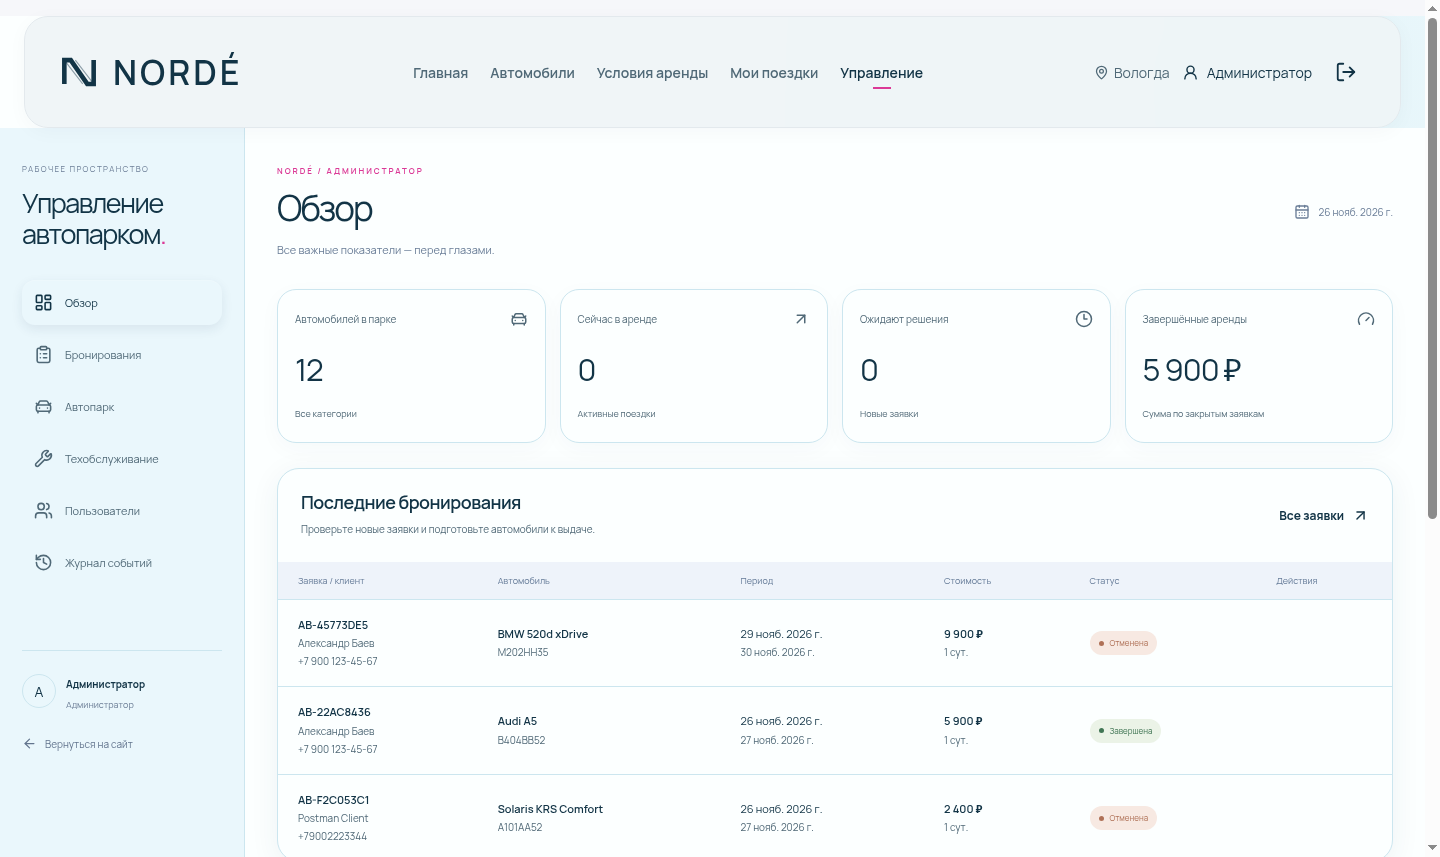 NORDÉ
Главная
Автомобили
Условия аренды
Мои поездки
Управление
Вологда
Администратор
РАБОЧЕЕ ПРОСТРАНСТВО
Управление
автопарком.
Обзор
Бронирования
Автопарк
Техобслуживание
Пользователи
Журнал событий
А
Администратор
Администратор
Вернуться на сайт
NORDÉ / АДМИНИСТРАТОР
Обзор
26 нояб. 2026 г.
Все важные показатели — перед глазами.
Автомобилей в парке
12
Все категории
Сейчас в аренде
0
Активные поездки
Ожидают решения
0
Новые заявки
Завершённые аренды
5 900 ₽
Сумма по закрытым заявкам
Последние бронирования
Проверьте новые заявки и подготовьте автомобили к выдаче.
Все заявки
Заявка / клиент
Автомобиль
Период
Стоимость
Статус
Действия
AB-45773DE5
Александр Баев
+7 900 123-45-67
BMW 520d xDrive
M202HH35
29 нояб. 2026 г.
30 нояб. 2026 г.
9 900 ₽
1 сут.
Отменена
AB-22AC8436
Александр Баев
+7 900 123-45-67
Audi A5
B404BB52
26 нояб. 2026 г.
27 нояб. 2026 г.
5 900 ₽
1 сут.
Завершена
AB-F2C053C1
Postman Client
+79002223344
Solaris KRS Comfort
A101AA52
26 нояб. 2026 г.
27 нояб. 2026 г.
2 400 ₽
1 сут.
Отменена